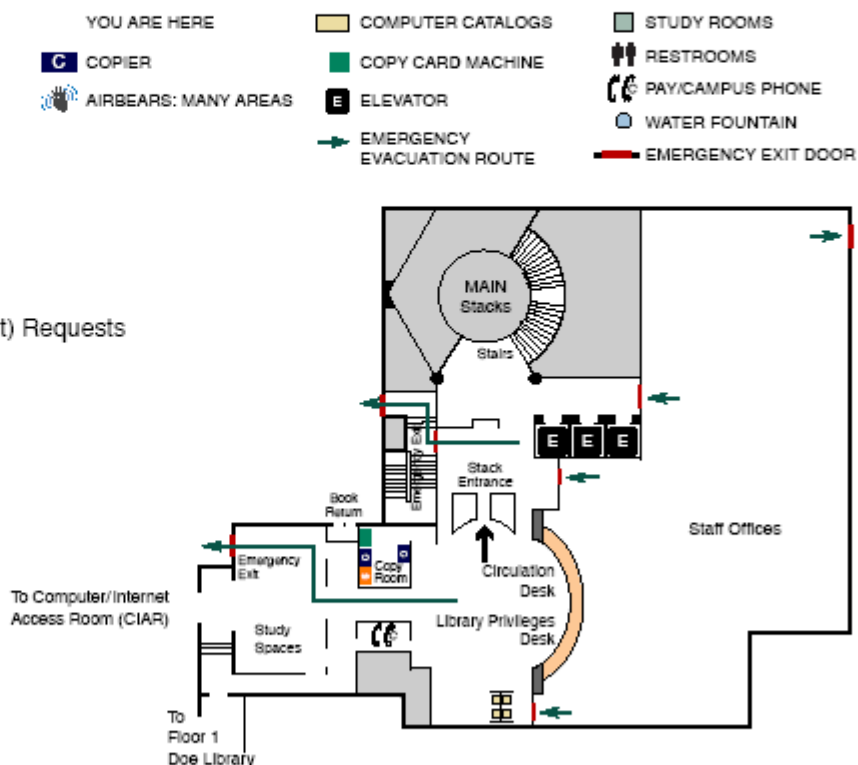 YOU ARE HERE
COMPUTER CATALOGS
STUDY ROOMS
C COPIER
COPY CARD MACHINE
RESTROOMS
AIRBEARS: MANY AREAS
E ELEVATOR
PAY/CAMPUS PHONE
EMERGENCY
EVACUATION ROUTE
WATER FOUNTAIN
EMERGENCY EXIT DOOR
t) Requests
MAIN
Stacks
Stairs
E E E
Emergency Exit
Stack
Entrance
Book
Return
Staff Offices
Emergency
Exit
Copy
Room
Circulation
Desk
To Computer/Internet
Access Room (CIAR)
Library Privileges
Desk
Study
Spaces
To
Floor 1
Doe Library